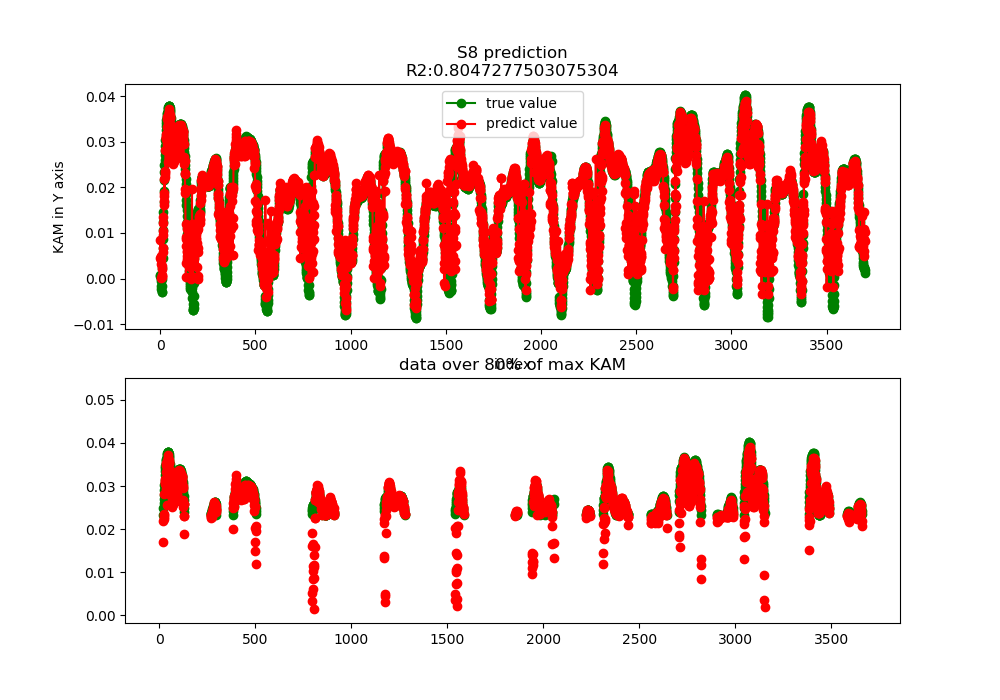 S8 prediction
R2:0.8047277503075304
true value
predict value
KAM in Y axis
0.04
0.03
0.02
0.01
0.00
−0.01
0 500 1000 1500 2000 2500 3000 3500
index
data over 80% of max KAM
0.05
0.04
0.03
0.02
0.01
0.00
0 500 1000 1500 2000 2500 3000 3500